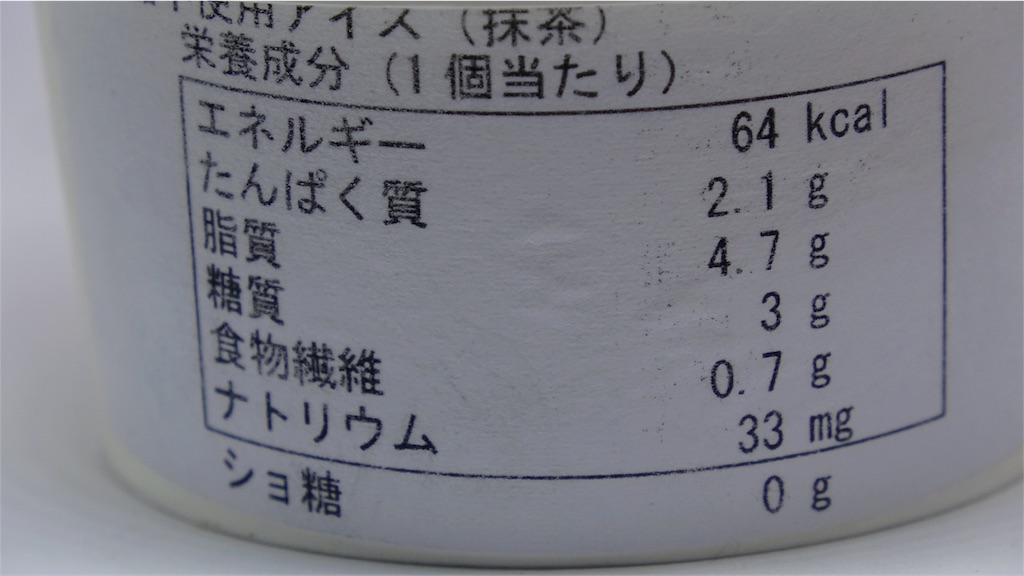 使用アイス（抹茶）
栄養成分（1個当たり）
エネルギー 64 kcal
たんぱく質 2.1 g
脂質 4.7 g
糖質 3 g
食物繊維 0.7 g
ナトリウム 33 mg
ショ糖 0 g